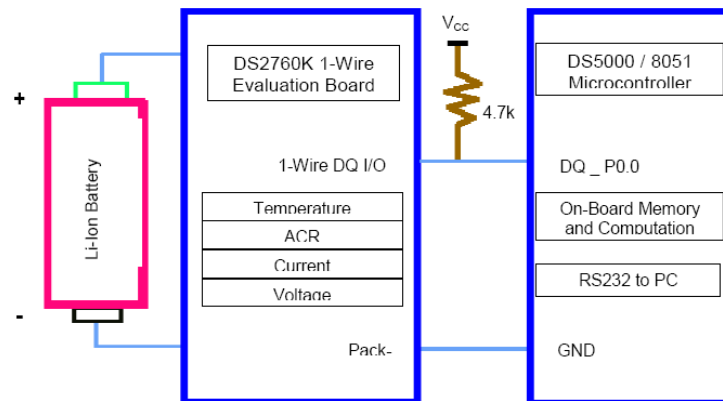 +
Li-Ion Battery
-
DS2760K 1-Wire
Evaluation Board
1-Wire DQ I/O
Temperature
ACR
Current
Voltage
Pack-
Vcc
4.7k
DS5000 / 8051
Microcontroller
DQ _ P0.0
On-Board Memory
and Computation
RS232 to PC
GND